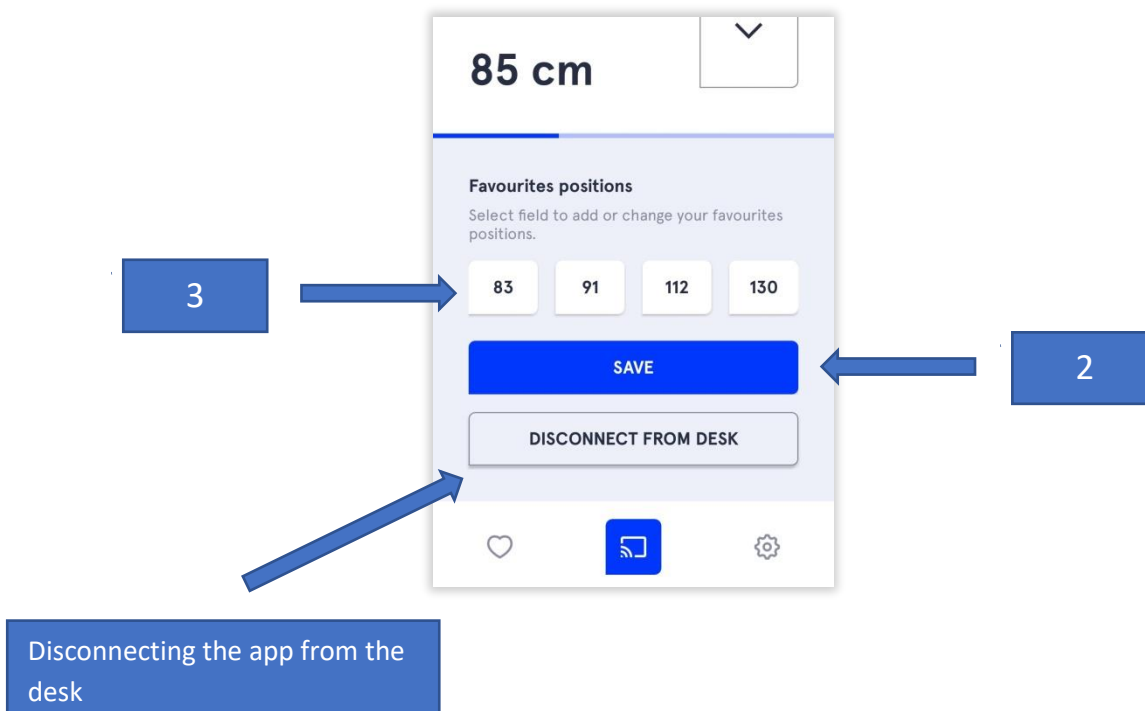 85 cm
Favourites positions
Select field to add or change your favourites
positions.
3
83 91 112 130
SAVE
2
DISCONNECT FROM DESK
Disconnecting the app from the
desk